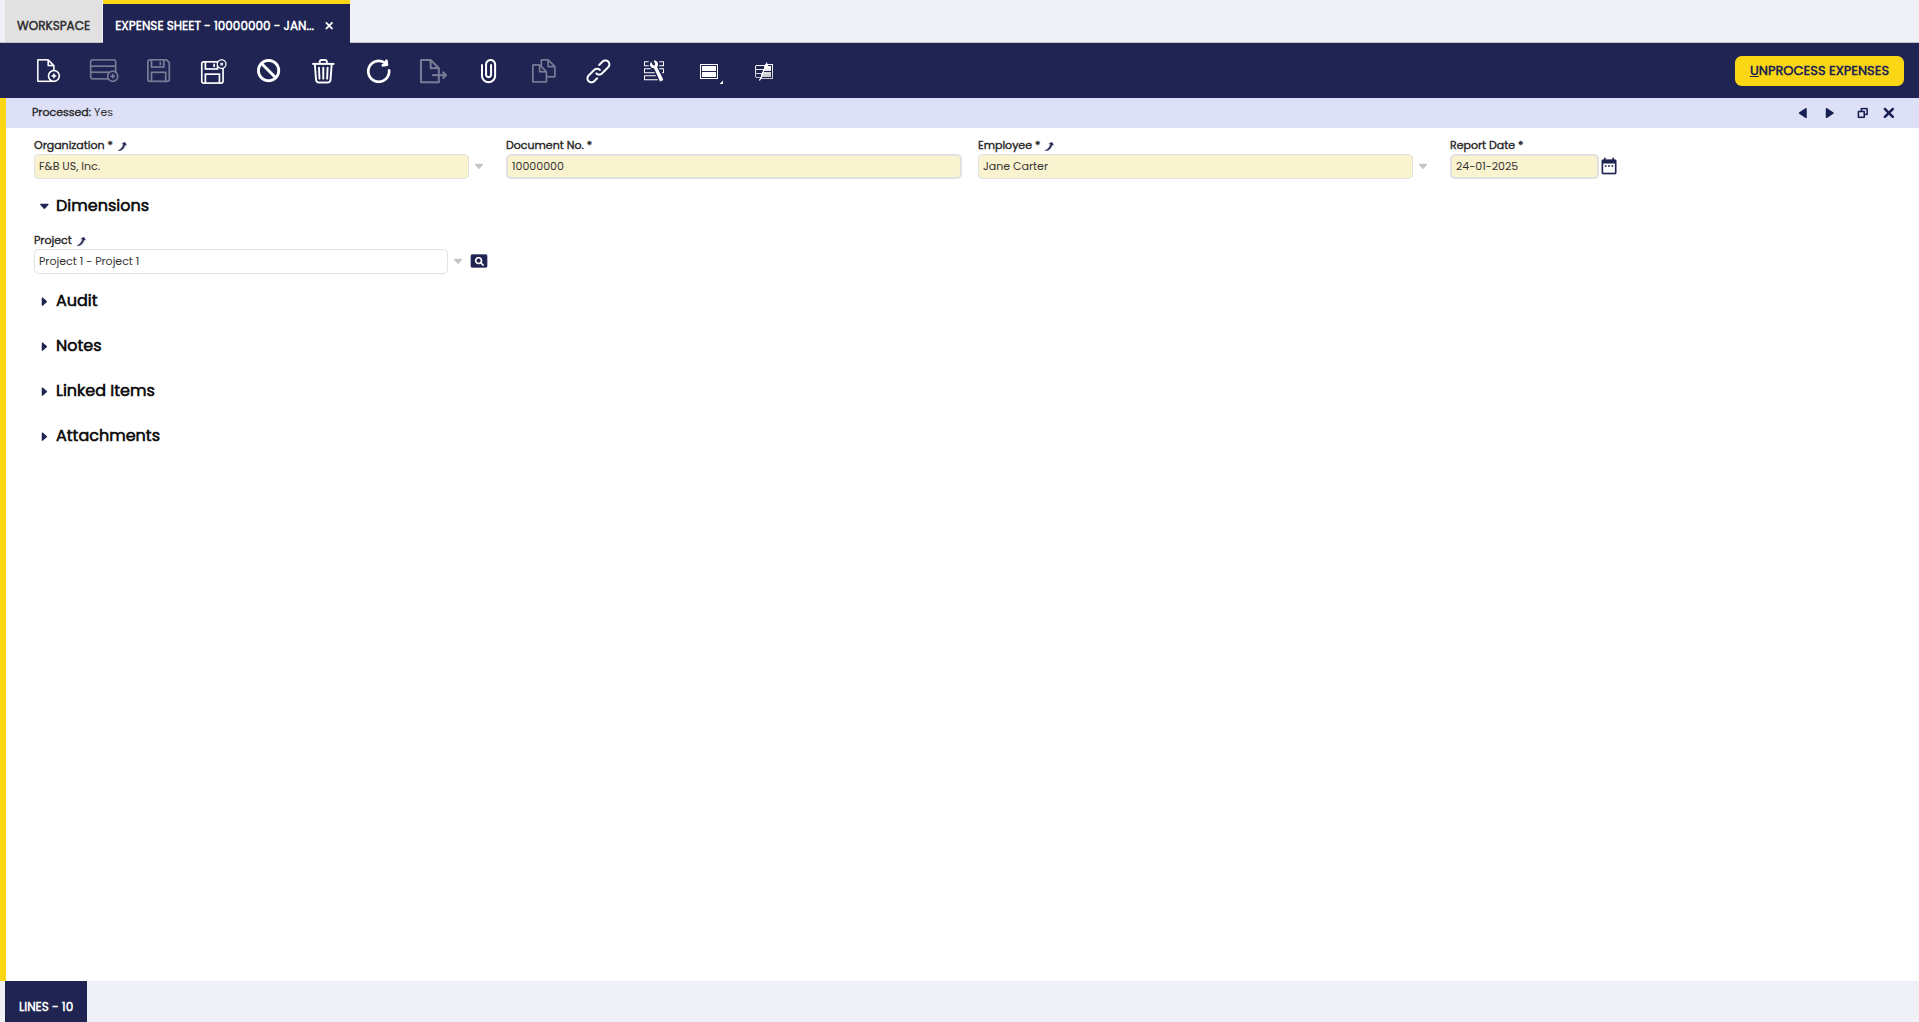 WORKSPACE
EXPENSE SHEET - 10000000 - JAN...
UNPROCESS EXPENSES
Processed: Yes
Organization *
Document No. *
Employee *
Report Date *
F&B US, Inc.
10000000
Jane Carter
24-01-2025
Dimensions
Project
Project 1 - Project 1
Audit
Notes
Linked Items
Attachments
LINES - 10